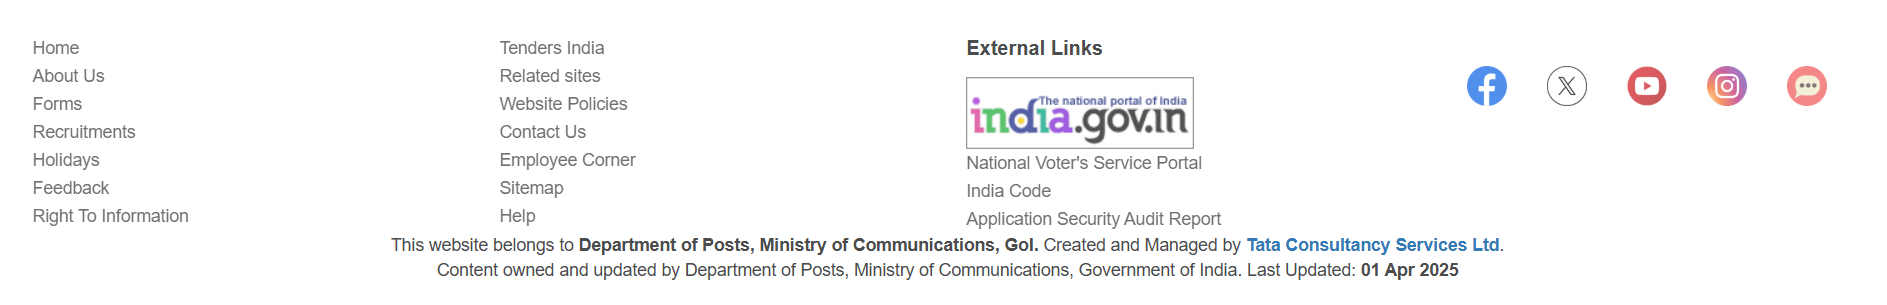 Home
About Us
Forms
Recruitments
Holidays
Feedback
Right To Information
Tenders India
Related sites
Website Policies
Contact Us
Employee Corner
Sitemap
Help
External Links
The national portal of India
india.gov.in
National Voter's Service Portal
India Code
Application Security Audit Report
This website belongs to Department of Posts, Ministry of Communications, GoI. Created and Managed by Tata Consultancy Services Ltd.
Content owned and updated by Department of Posts, Ministry of Communications, Government of India. Last Updated: 01 Apr 2025